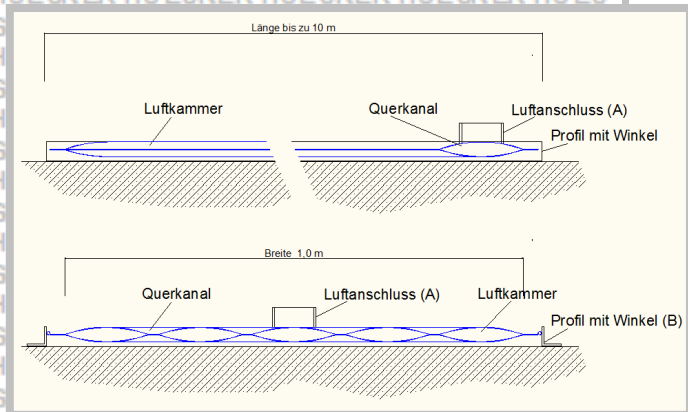 Länge bis zu 10 m
Luftkammer
Querkanal
Luftanschluss (A)
Profil mit Winkel
Breite 1,0 m
Querkanal
Luftanschluss (A)
Luftkammer
Profil mit Winkel (B)